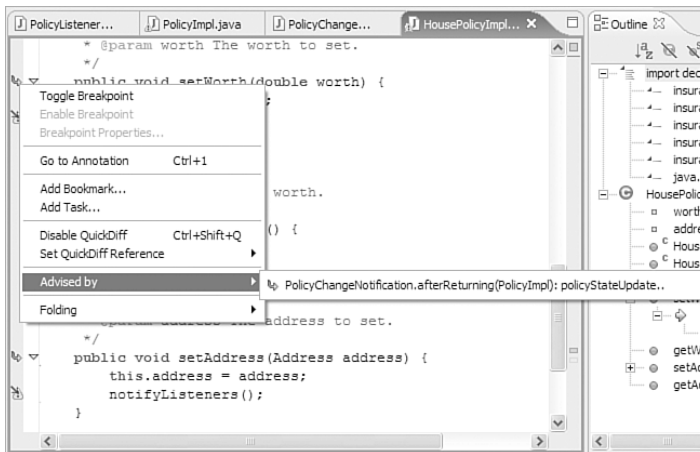 PolicyListener...
PolicyImpl.java
PolicyChange...
HousePolicyImpl...
Outline
* @param worth The worth to set.
*/
public void setWorth(double worth) {
;
Toggle Breakpoint
Enable Breakpoint
Breakpoint Properties...
Go to Annotation Ctrl+1
Add Bookmark...
Add Task...
worth.
Disable QuickDiff Ctrl+Shift+Q
() {
Set QuickDiff Reference
Advised by
PolicyChangeNotification.afterReturning(PolicyImpl): policyStateUpdate..
Folding
address to set.
*/
public void setAddress(Address address) {
this.address = address;
notifyListeners();
}
import dec
insura
insura
insura
insura
insura
java.
HousePolic
worth
addre
C Hous
C Hous
getW
setAd
getAd